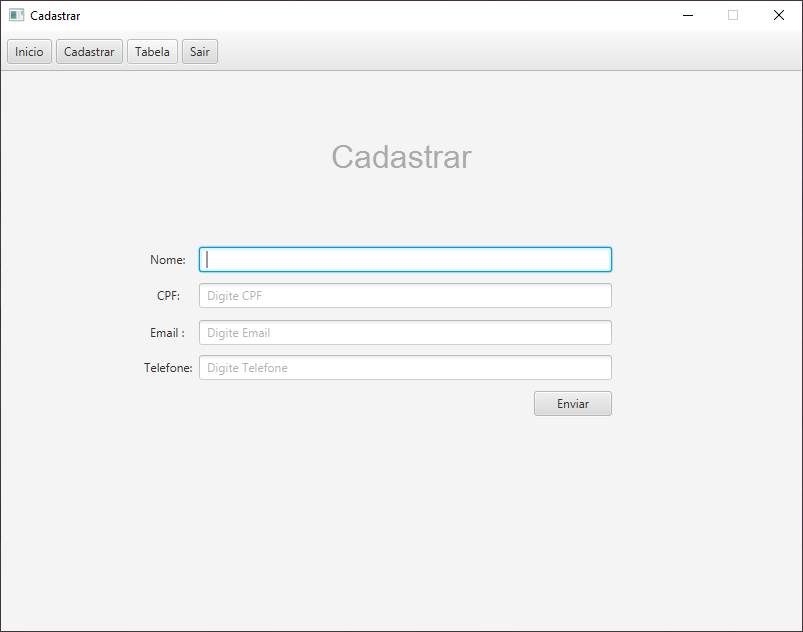 Cadastrar
Inicio Cadastrar Tabela Sair
Cadastrar
Nome:
CPF: Digite CPF
Email : Digite Email
Telefone: Digite Telefone
Enviar